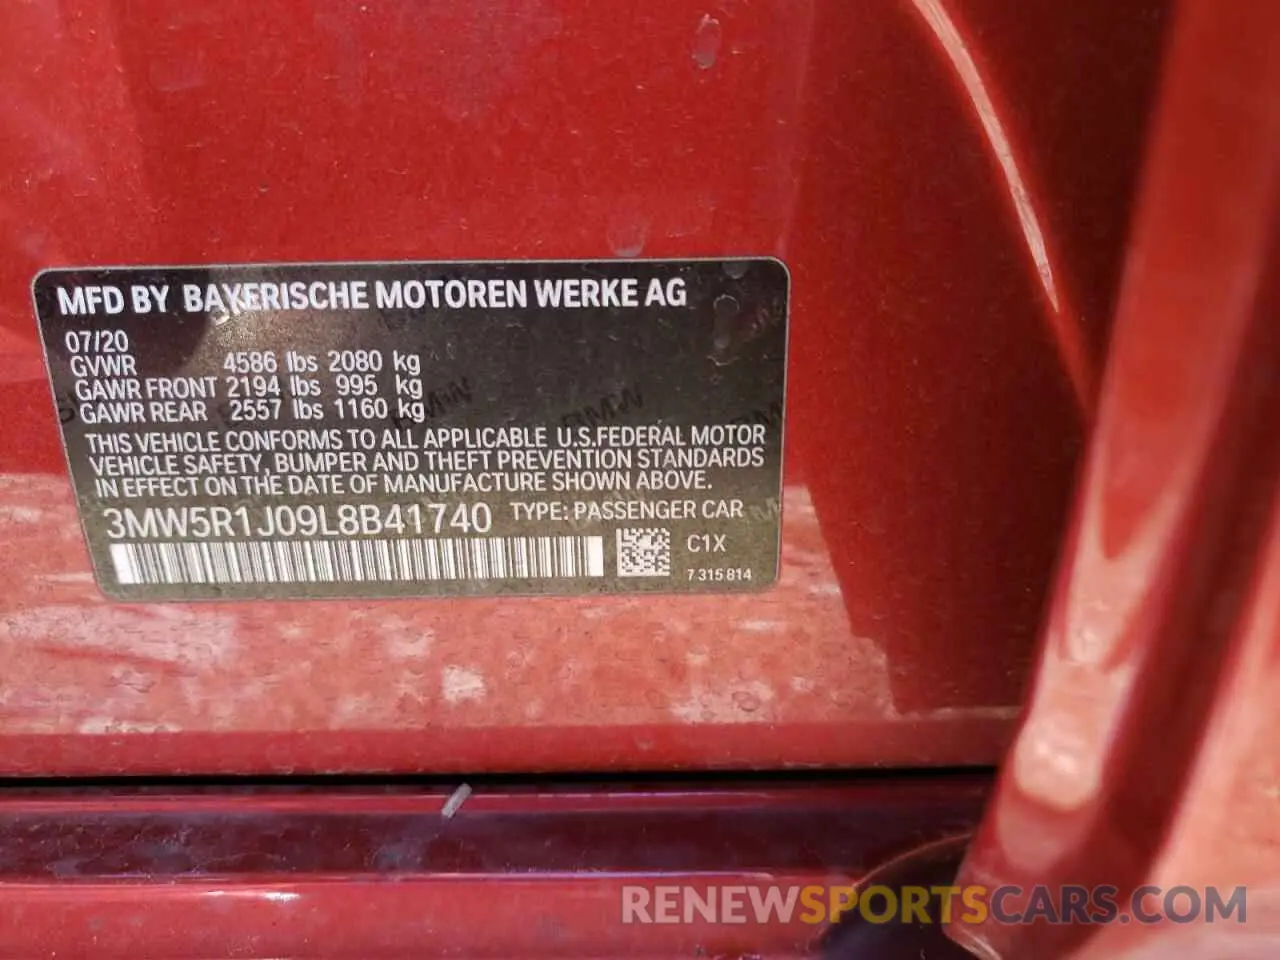 MFD BY BAYERISCHE MOTOREN WERKE AG
07/20
GVWR 4586 lbs 2080 kg
GAWR FRONT 2194 lbs 995 kg
GAWR REAR 2557 lbs 1160 kg
THIS VEHICLE CONFORMS TO ALL APPLICABLE U.S.FEDERAL MOTOR
VEHICLE SAFETY, BUMPER AND THEFT PREVENTION STANDARDS
IN EFFECT ON THE DATE OF MANUFACTURE SHOWN ABOVE.
3MW5R1J09L8B41740 TYPE: PASSENGER CAR
C1X
7 315 814
RENEWSPORTSCARS.COM